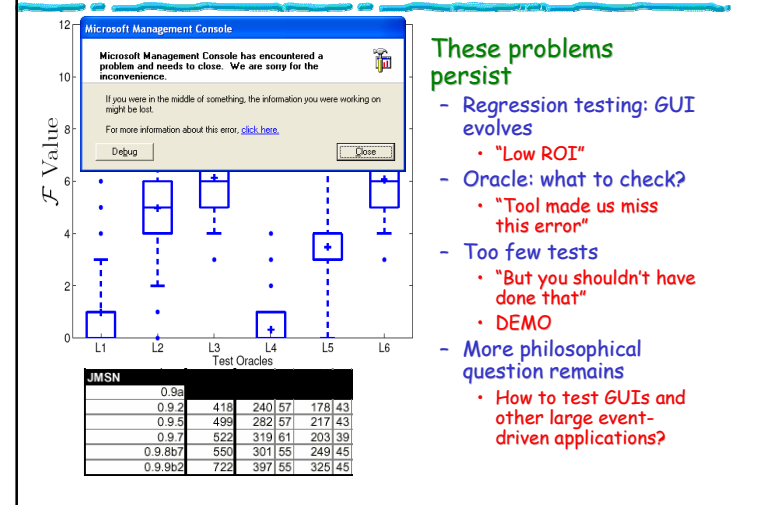 Microsoft Management Console
Microsoft Management Console has encountered a
problem and needs to close. We are sorry for the
inconvenience.
If you were in the middle of something, the information you were working on
might be lost.
For more information about this error, click here.
Debug
Close
12
10
8
6
4
2
0
ℱ Value
L1 L2 L3 L4 L5 L6
Test Oracles
JMSN
0.9a
0.9.2 418 240 57 178 43
0.9.5 499 282 57 217 43
0.9.7 522 319 61 203 39
0.9.8b7 550 301 55 249 45
0.9.9b2 722 397 55 325 45
These problems
persist
– Regression testing: GUI
evolves
• "Low ROI"
– Oracle: what to check?
• "Tool made us miss
this error"
– Too few tests
• "But you shouldn't have
done that"
• DEMO
– More philosophical
question remains
• How to test GUIs and
other large event-
driven applications?